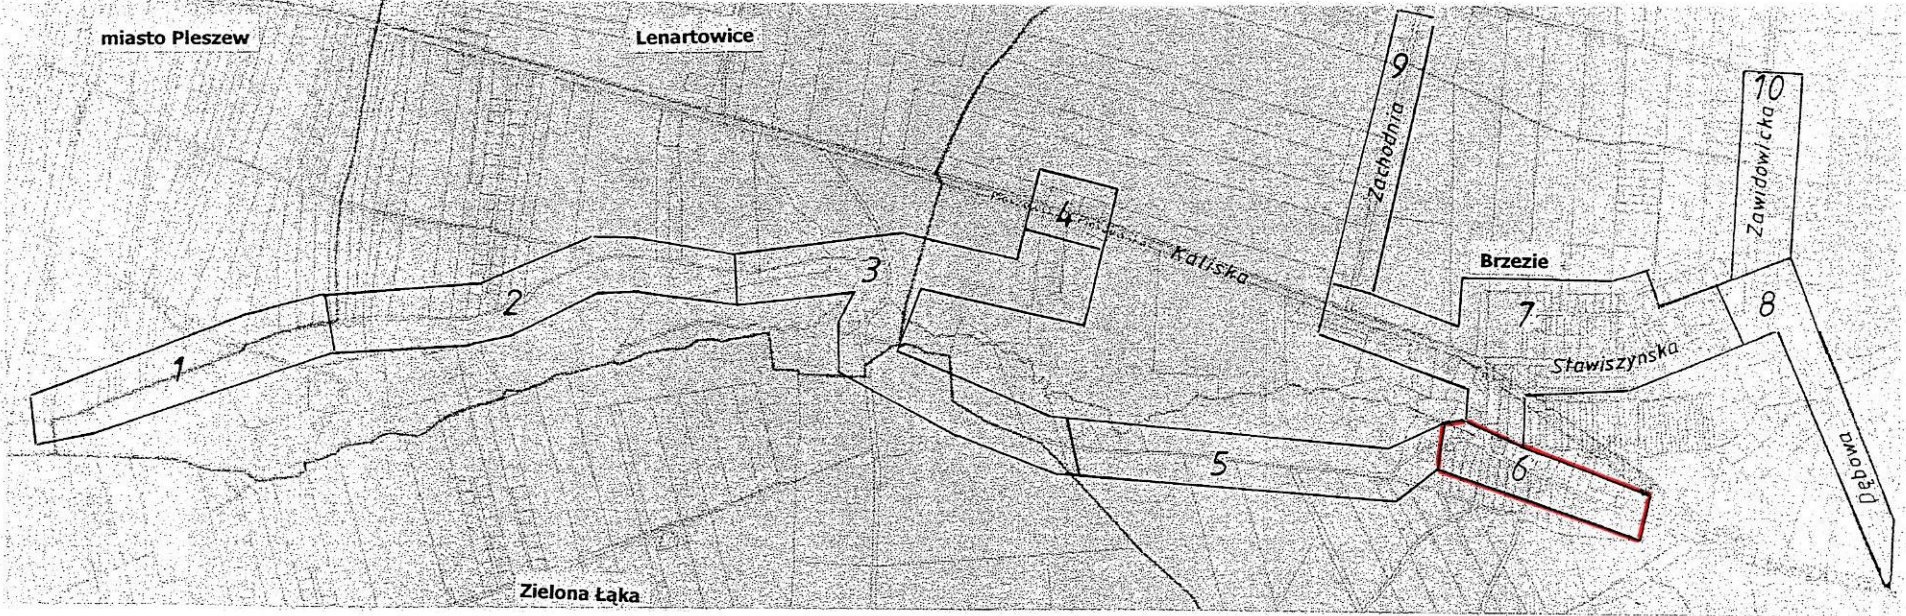 miasto Pleszew
Lenartowice
9
10
Zachodnia
Zawidowicka
4
Kaliska
Brzezie
3
2
7
8
1
Stawiszyńska
5
6
Dębowa
Zielona Łąka